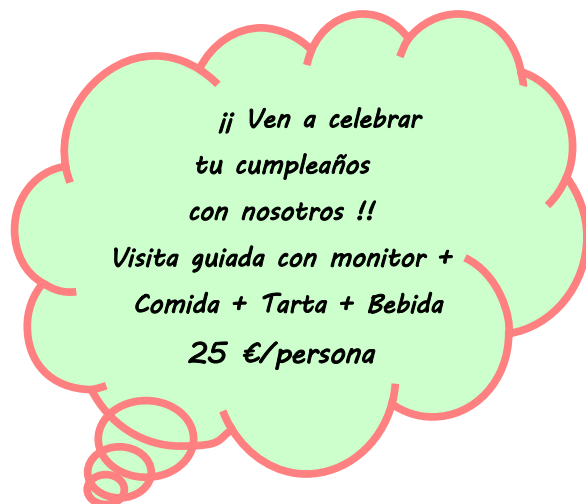 ¡¡ Ven a celebrar
tu cumpleaños
con nosotros !!
Visita guiada con monitor +
Comida + Tarta + Bebida
25 €/persona